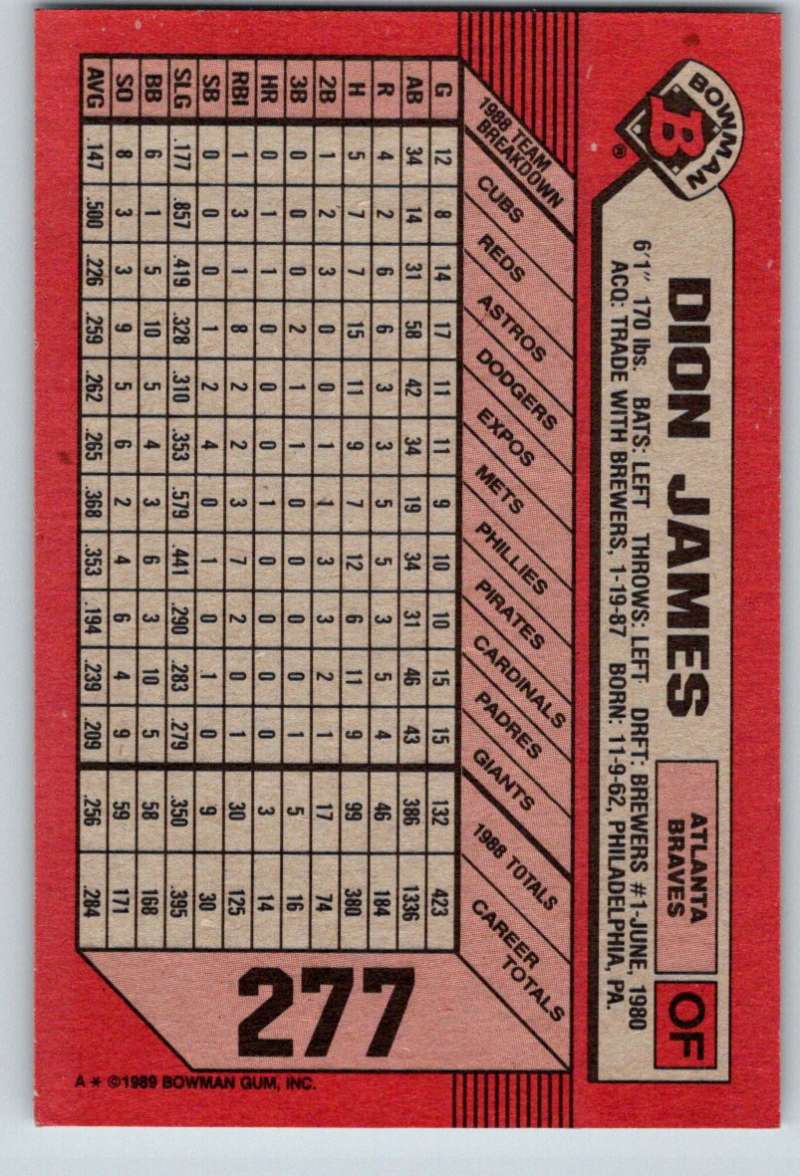 BOWMAN
B
®
DION JAMES
ATLANTA
BRAVES
OF
6'1" 170 lbs. BATS: LEFT THROWS: LEFT DRFT: BREWERS #1-JUNE, 1980
ACQ: TRADE WITH BREWERS, 1-19-87 BORN: 11-9-62, PHILADELPHIA, PA.
1988 TEAM BREAKDOWN CUBS REDS ASTROS DODGERS EXPOS METS PHILLIES PIRATES CARDINALS PADRES GIANTS 1988 TOTALS CAREER TOTALS
G 12 8 14 17 11 11 9 10 10 15 15 132 423
AB 34 14 31 58 42 34 19 34 31 46 43 386 1336
R 4 2 6 6 3 3 5 5 3 5 4 46 184
H 5 7 7 15 11 9 7 12 6 11 9 99 380
2B 1 2 3 0 0 1 1 3 3 2 1 17 74
3B 0 0 0 2 1 1 0 0 0 0 1 5 16
HR 0 1 1 0 0 0 1 0 0 0 0 3 14
RBI 1 3 1 8 2 2 3 7 2 0 1 30 125
SB 0 0 0 1 2 4 0 1 0 1 0 9 30
SLG .177 .857 .419 .328 .310 .353 .579 .441 .290 .283 .279 .350 .395
BB 6 1 5 10 5 4 3 6 3 10 5 58 168
SO 8 3 3 9 5 6 2 4 6 4 9 59 171
AVG .147 .500 .226 .259 .262 .265 .368 .353 .194 .239 .209 .256 .284
277
A * ©1989 BOWMAN GUM, INC.